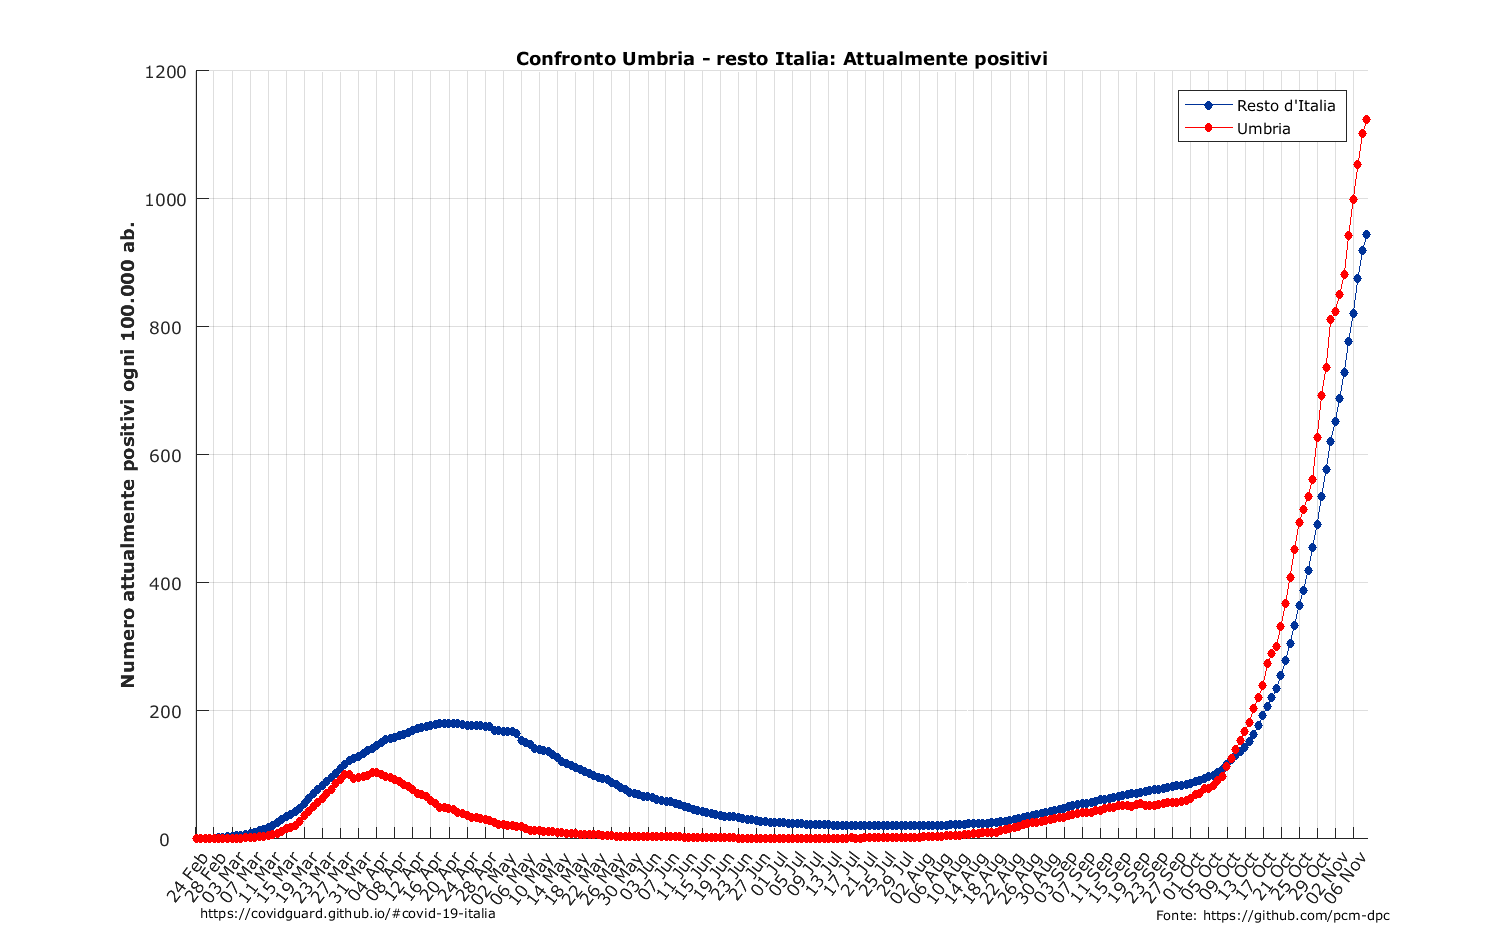 Confronto Umbria - resto Italia: Attualmente positivi
Numero attualmente positivi ogni 100.000 ab.
1200
1000
800
600
400
200
0
Resto d'Italia
Umbria
24 Feb
28 Feb
03 Mar
07 Mar
11 Mar
15 Mar
19 Mar
23 Mar
27 Mar
31 Mar
04 Apr
08 Apr
12 Apr
16 Apr
20 Apr
24 Apr
28 Apr
02 May
06 May
10 May
14 May
18 May
22 May
26 May
30 May
03 Jun
07 Jun
11 Jun
15 Jun
19 Jun
23 Jun
27 Jun
01 Jul
05 Jul
09 Jul
13 Jul
17 Jul
21 Jul
25 Jul
29 Jul
02 Aug
06 Aug
10 Aug
14 Aug
18 Aug
22 Aug
26 Aug
30 Aug
03 Sep
07 Sep
11 Sep
15 Sep
19 Sep
23 Sep
27 Sep
01 Oct
05 Oct
09 Oct
13 Oct
17 Oct
21 Oct
25 Oct
29 Oct
02 Nov
06 Nov
https://covidguard.github.io/#covid-19-italia
Fonte: https://github.com/pcm-dpc